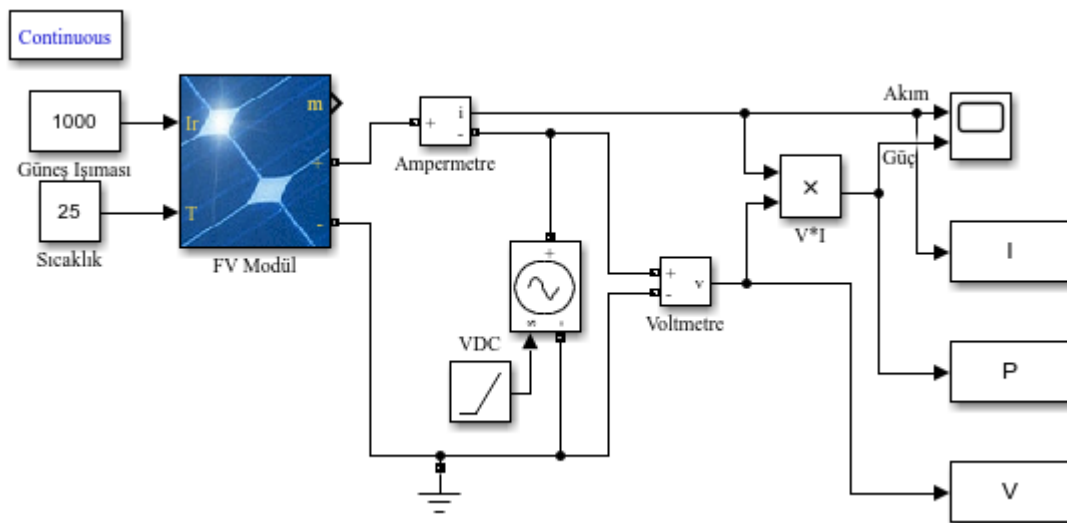 Continuous
1000
Güneş Işıması
25
Sıcaklık
Ir
T
m
+
-
FV Modül
+
i
-
Ampermetre
VDC
+
s
-
+
-
v
Voltmetre
×
V*I
Akım
Güç
I
P
V